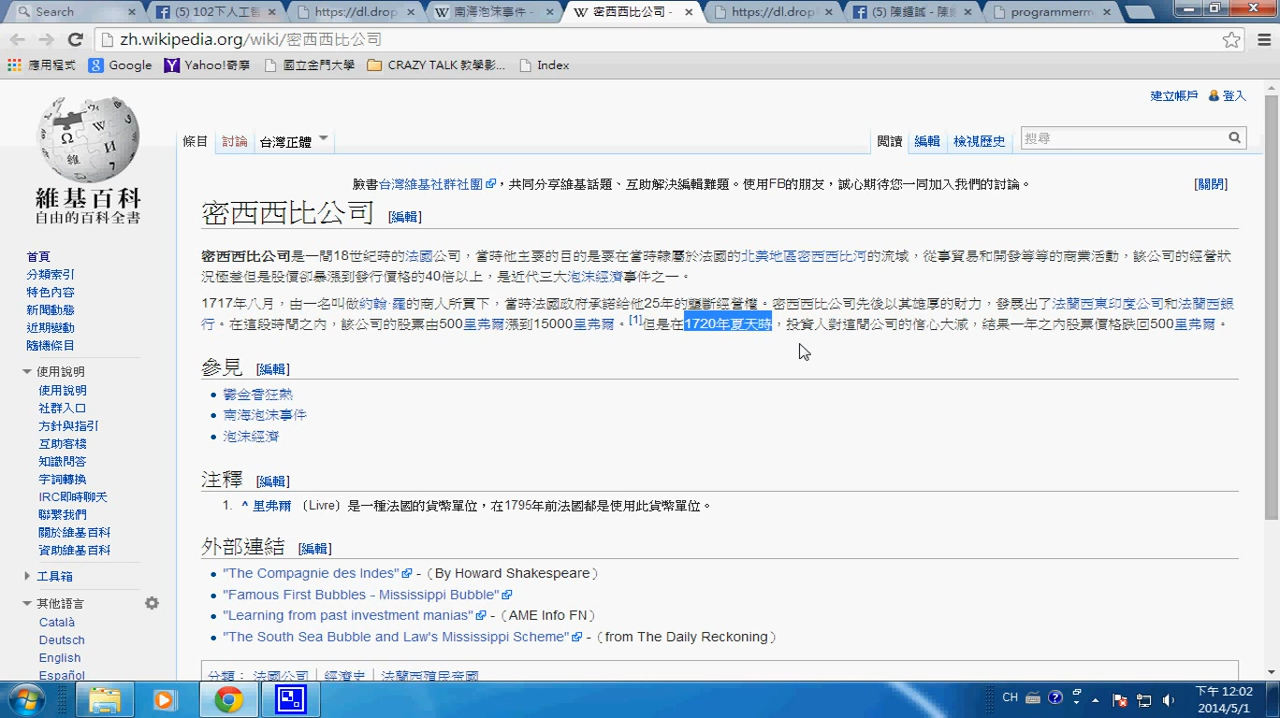 Search
(5) 102下人工智
https://dl.drop
南海泡沫事件 -
密西西比公司 -
https://dl.drop
(5) 陳鍾誠 - 陳
programmerm
zh.wikipedia.org/wiki/密西西比公司
應用程式 Google Yahoo!奇摩 國立金門大學 CRAZY TALK 教學影... Index
建立帳戶 登入
維基百科
自由的百科全書
條目 討論 台灣正體 閱讀 編輯 檢視歷史 搜尋
臉書台灣維基社群社團，共同分享維基話題、互助解決編輯難題。使用FB的朋友，誠心期待您一同加入我們的討論。 [關閉]
密西西比公司 [編輯]
密西西比公司是一間18世紀時的法國公司，當時他主要的目的是要在當時隸屬於法國的北美地區密西西比河的流域，從事貿易和開發等等的商業活動，該公司的經營狀
況極差但是股價卻暴漲到發行價格的40倍以上，是近代三大泡沫經濟事件之一。
1717年八月，由一名叫做約翰·羅的商人所買下，當時法國政府承諾給他25年的壟斷經營權。密西西比公司先後以其雄厚的財力，發展出了法蘭西東印度公司和法蘭西銀
行。在這段時間之內，該公司的股票由500里弗爾漲到15000里弗爾。[1]但是在1720年夏天時，投資人對這間公司的信心大減，結果一年之內股票價格跌回500里弗爾。
參見 [編輯]
鬱金香狂熱
南海泡沫事件
泡沫經濟
注釋 [編輯]
1. ^ 里弗爾 （Livre）是一種法國的貨幣單位，在1795年前法國都是使用此貨幣單位。
外部連結 [編輯]
"The Compagnie des Indes" -（By Howard Shakespeare）
"Famous First Bubbles - Mississippi Bubble"
"Learning from past investment manias" -（AME Info FN）
"The South Sea Bubble and Law's Mississippi Scheme" -（from The Daily Reckoning）
分類： 法國公司 | 經濟史 | 法蘭西殖民帝國
首頁
分類索引
特色內容
新聞動態
近期變動
隨機條目
使用說明
使用說明
社群入口
方針與指引
互助客棧
知識問答
字詞轉換
IRC即時聊天
聯繫我們
關於維基百科
資助維基百科
工具箱
其他語言
Català
Deutsch
English
Español
CH
下午 12:02
2014/5/1